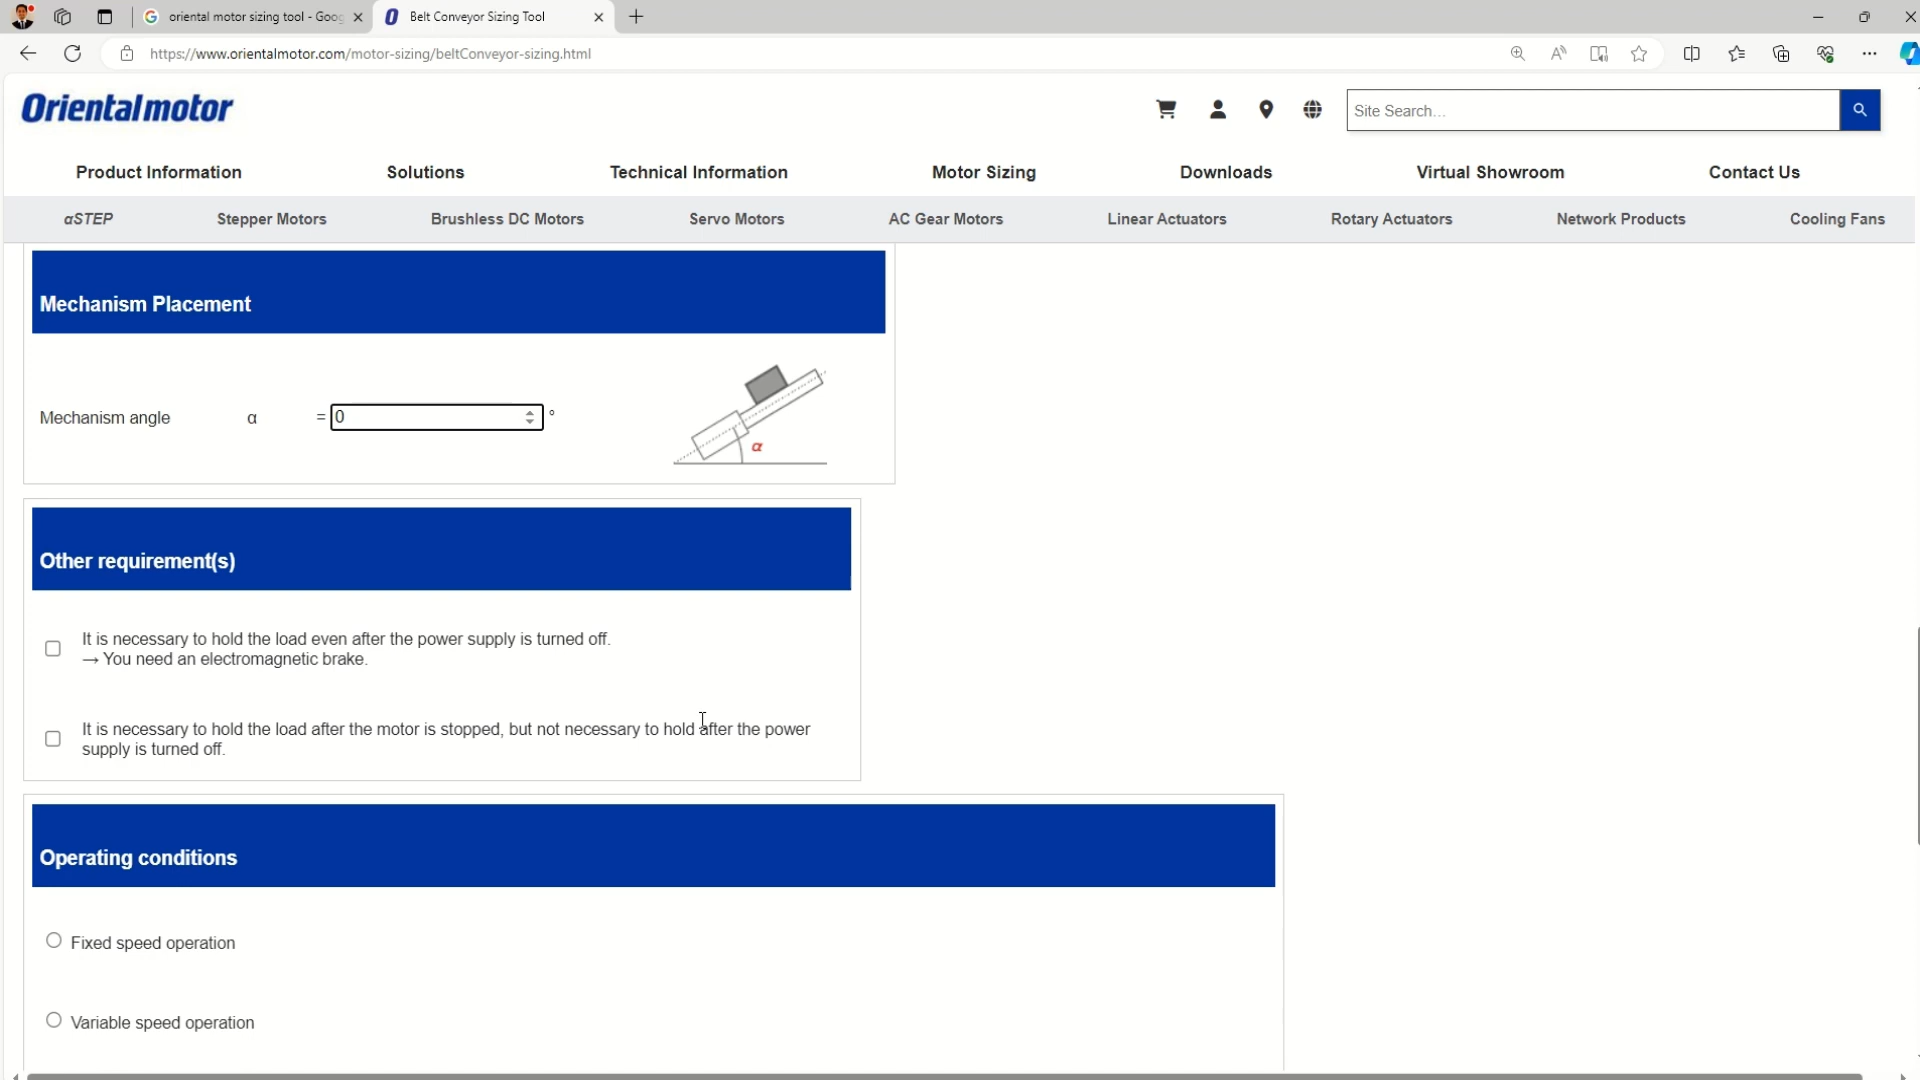 oriental motor sizing tool - Goog
Belt Conveyor Sizing Tool
https://www.orientalmotor.com/motor-sizing/beltConveyor-sizing.html
Orientalmotor
Site Search...
Product Information
Solutions
Technical Information
Motor Sizing
Downloads
Virtual Showroom
Contact Us
αSTEP
Stepper Motors
Brushless DC Motors
Servo Motors
AC Gear Motors
Linear Actuators
Rotary Actuators
Network Products
Cooling Fans
Mechanism Placement
Mechanism angle α = 0 °
α
Other requirement(s)
It is necessary to hold the load even after the power supply is turned off.
→ You need an electromagnetic brake.
It is necessary to hold the load after the motor is stopped, but not necessary to hold after the power
supply is turned off.
Operating conditions
Fixed speed operation
Variable speed operation